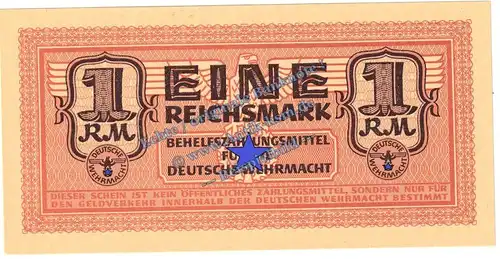 1 EINE 1
RM REICHSMARK RM
BEHELFSZAHLUNGSMITTEL
FÜR
DEUTSCHE WEHRMACHT
DEUTSCHE WEHRMACHT
DEUTSCHE WEHRMACHT
DIESER SCHEIN IST KEIN ÖFFENTLICHES ZAHLUNGSMITTEL, SONDERN NUR FÜR
DEN GELDVERKEHR INNERHALB DER DEUTSCHEN WEHRMACHT BESTIMMT